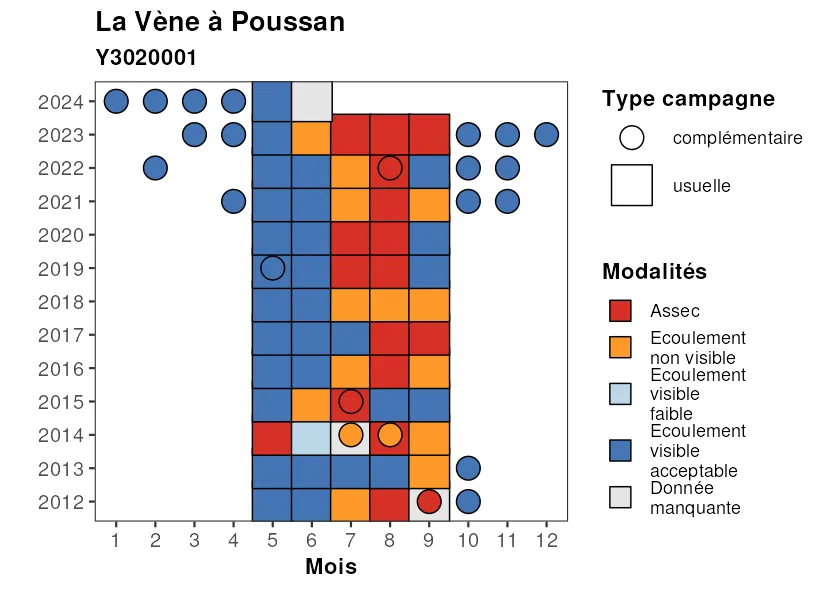 La Vène à Poussan
Y3020001
2024
2023
2022
2021
2020
2019
2018
2017
2016
2015
2014
2013
2012
1 2 3 4 5 6 7 8 9 10 11 12
Mois
Type campagne
complémentaire
usuelle
Modalités
Assec
Ecoulement
non visible
Ecoulement
visible
faible
Ecoulement
visible
acceptable
Donnée
manquante